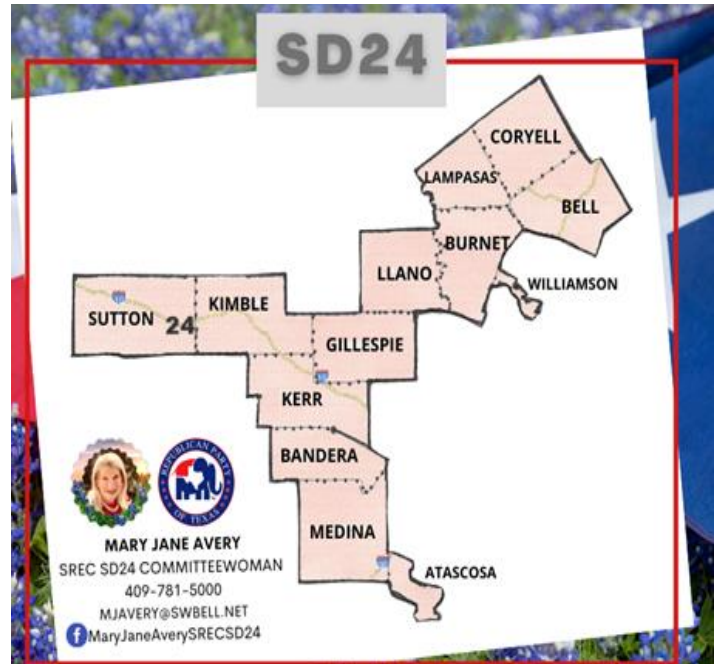 SD24
CORYELL
LAMPASAS
BELL
BURNET
LLANO
WILLIAMSON
KIMBLE
SUTTON
24
GILLESPIE
KERR
BANDERA
MEDINA
ATASCOSA
REPUBLICAN PARTY
OF TEXAS
MARY JANE AVERY
SREC SD24 COMMITTEEWOMAN
409-781-5000
MJAVERY@SWBELL.NET
MaryJaneAverySRECSD24